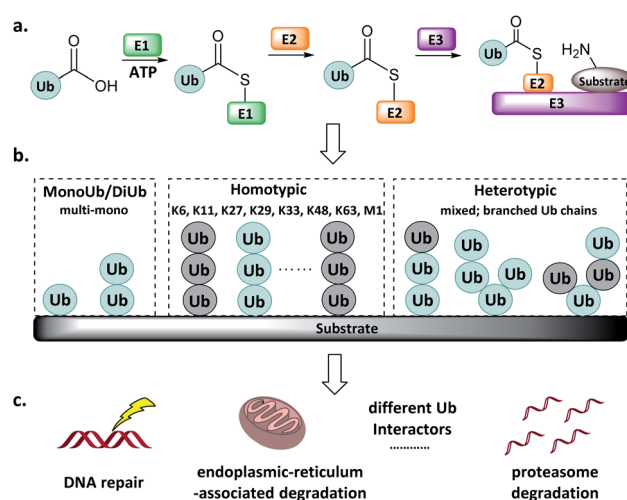 a.
E1
ATP
E2
E3
O
OH
Ub
O
S
Ub
E1
O
S
Ub
E2
O
S
Ub
E2
H₂N
Substrate
E3
b.
MonoUb/DiUb
multi-mono
Homotypic
K6, K11, K27, K29, K33, K48, K63, M1
Heterotypic
mixed; branched Ub chains
Ub
Ub
Ub
Ub
Ub
Ub
Ub
Ub
Ub
......
Ub
Ub
Ub
Ub
Ub
Ub
Ub
Ub
Ub
Ub
Ub
Ub
Ub
Ub
Substrate
c.
DNA repair
endoplasmic-reticulum
-associated degradation
different Ub
Interactors
............
proteasome
degradation